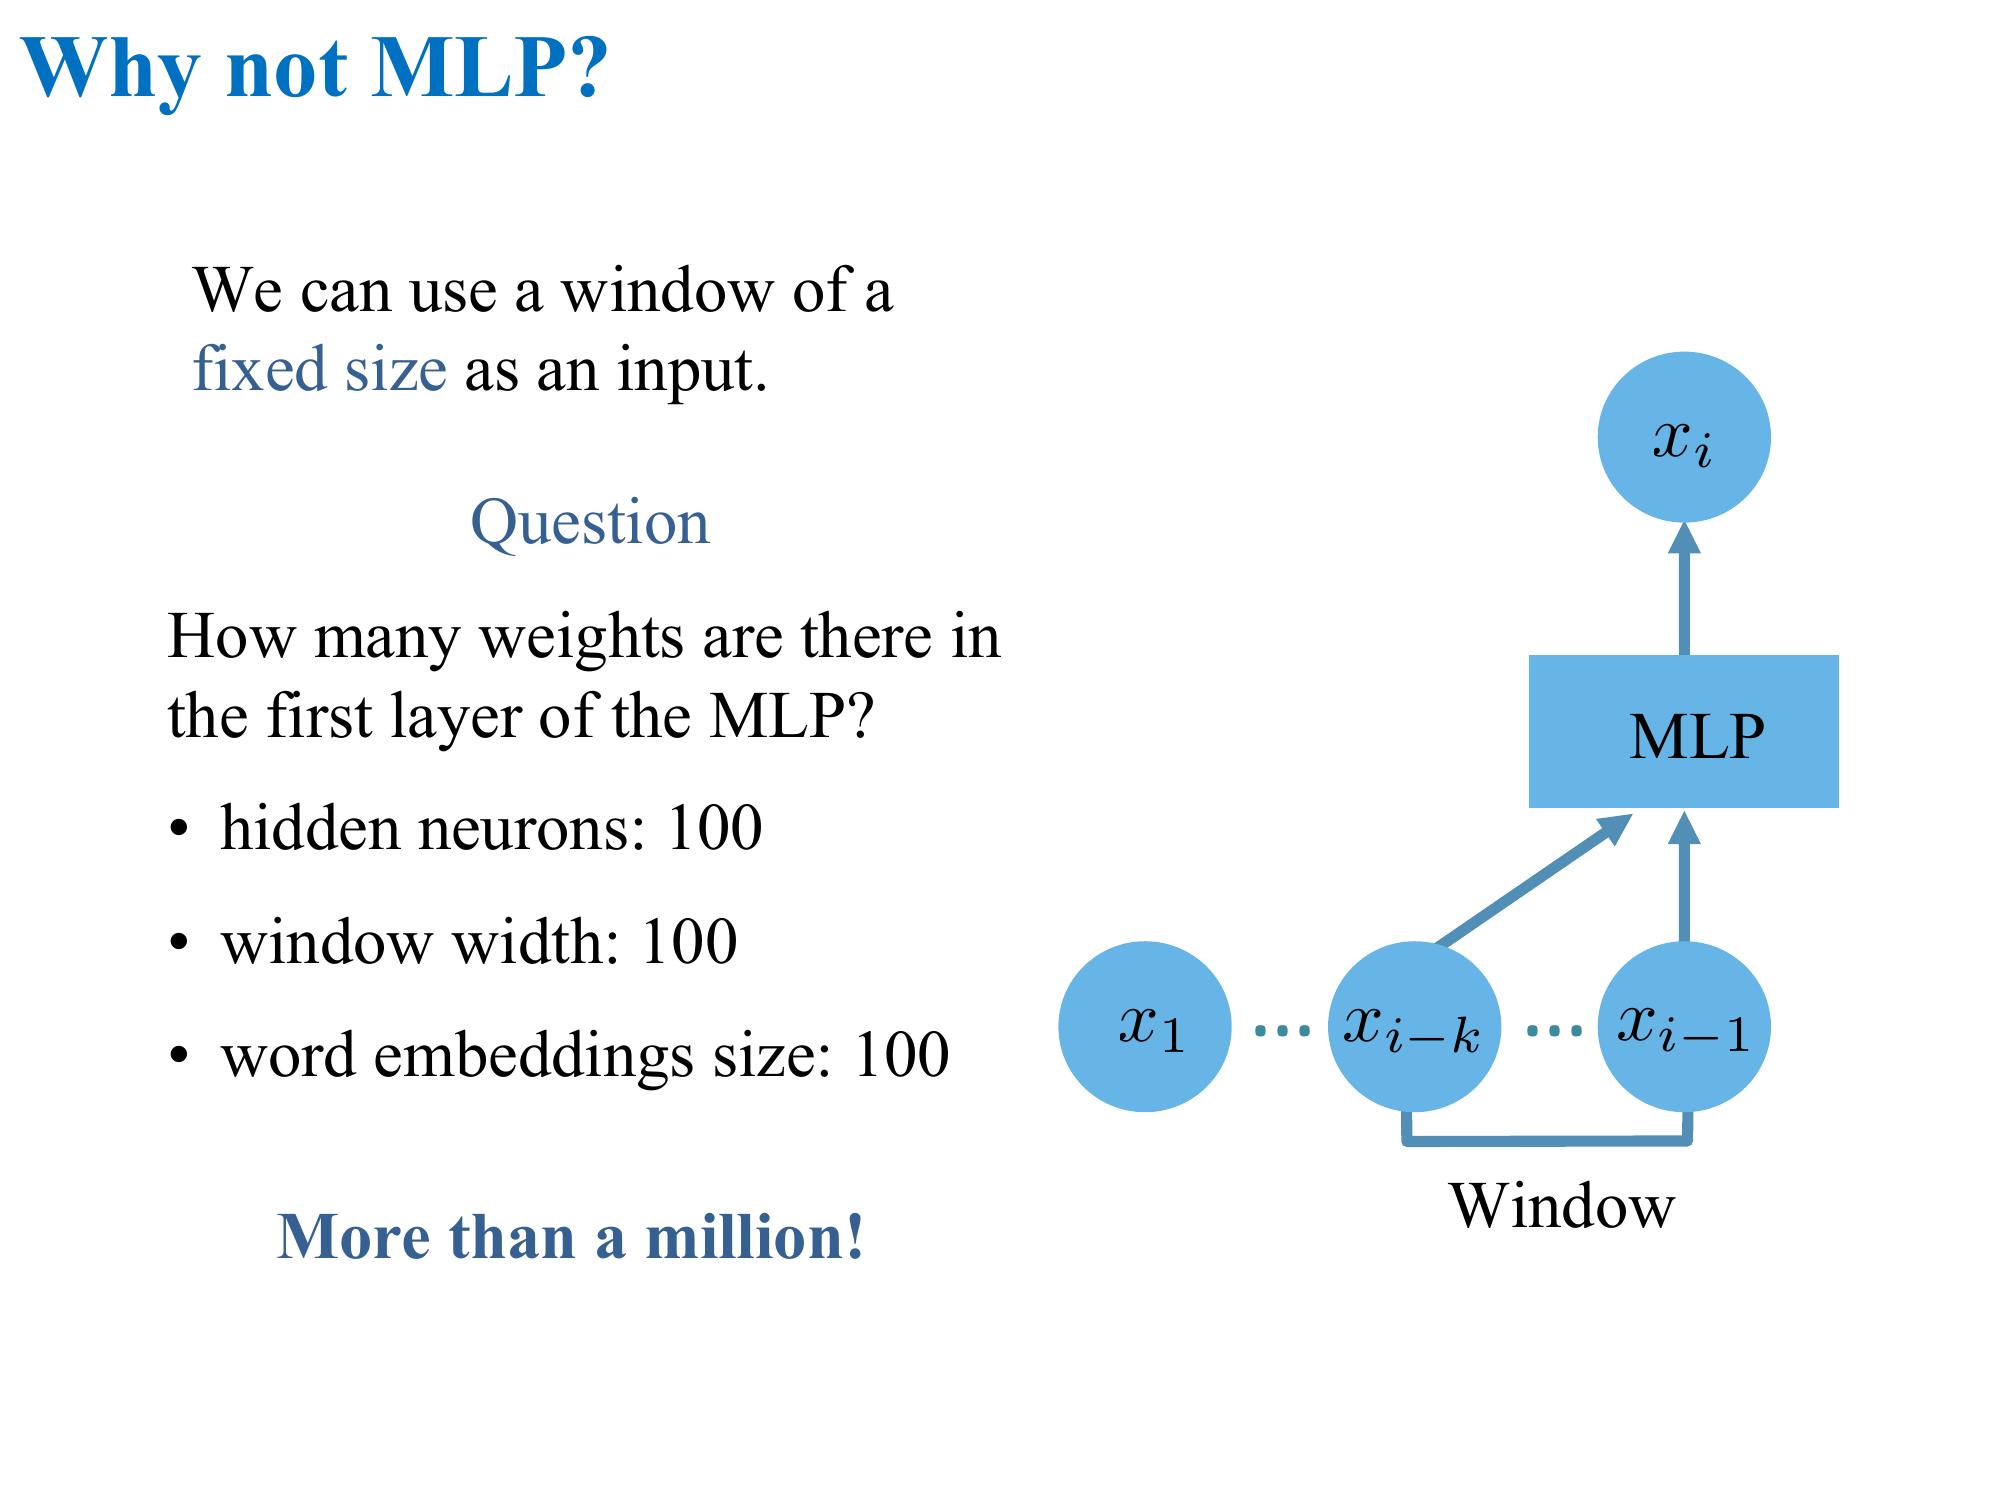 Why not MLP?
We can use a window of a
fixed size as an input.
Question
How many weights are there in
the first layer of the MLP?
• hidden neurons: 100
• window width: 100
• word embeddings size: 100
More than a million!
x_i
MLP
x_1 ... x_{i-k} ... x_{i-1}
Window